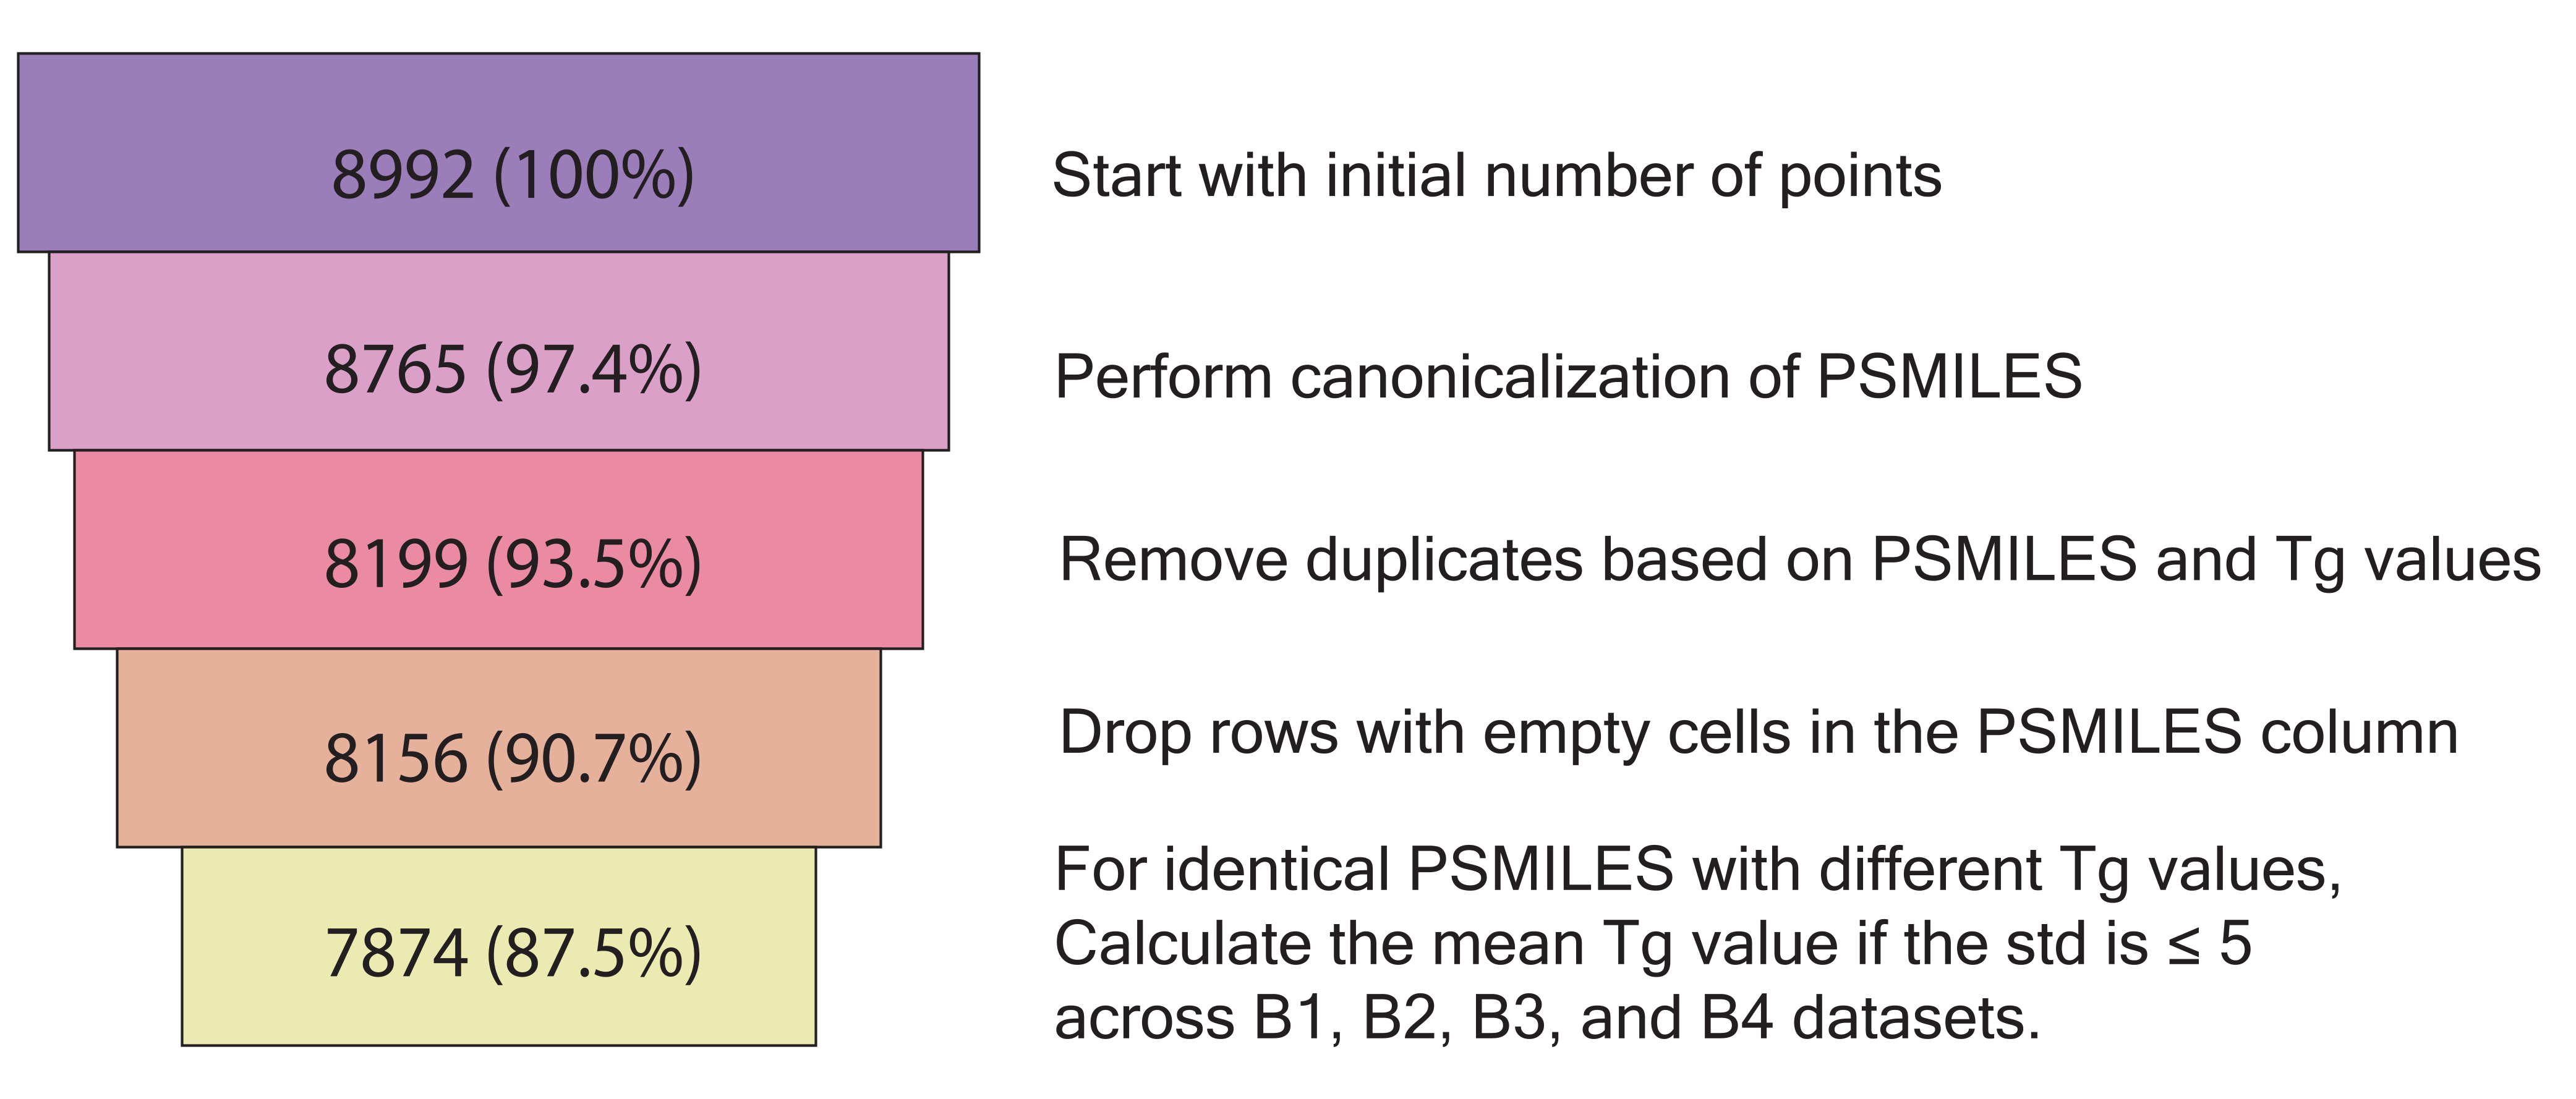 8992 (100%)
Start with initial number of points
8765 (97.4%)
Perform canonicalization of PSMILES
8199 (93.5%)
Remove duplicates based on PSMILES and Tg values
8156 (90.7%)
Drop rows with empty cells in the PSMILES column
7874 (87.5%)
For identical PSMILES with different Tg values,
Calculate the mean Tg value if the std is ≤ 5
across B1, B2, B3, and B4 datasets.